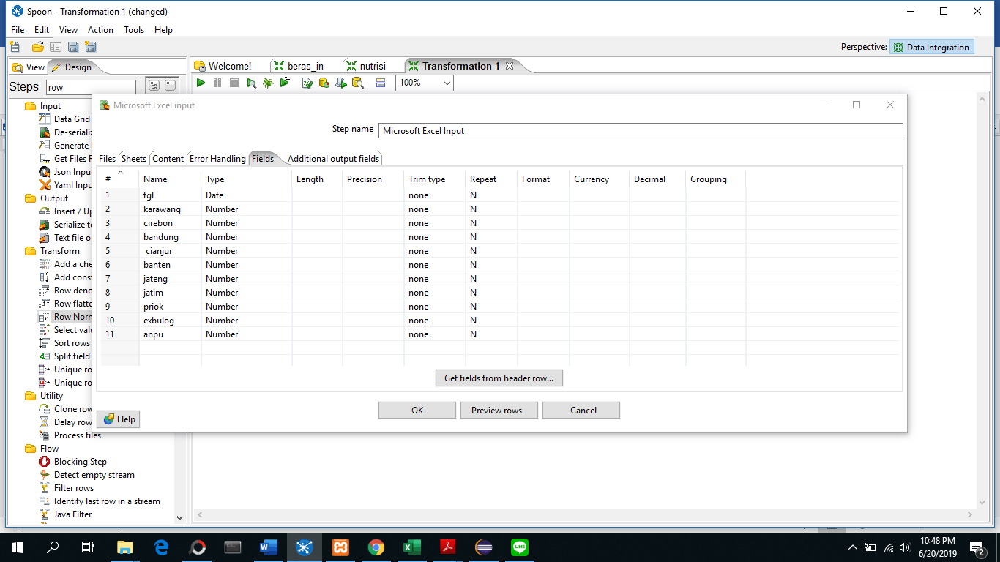 Spoon - Transformation 1 (changed)
File Edit View Action Tools Help
Perspective: Data Integration
View Design
Welcome! beras_in nutrisi Transformation 1
Steps row
100%
Input
Data Grid
De-serializ
Generate
Get Files R
Json Input
Yaml Inpu
Output
Insert / Up
Serialize to
Text file o
Transform
Add a che
Add const
Row deno
Row flatte
Row Norm
Select valu
Sort rows
Split field
Unique ro
Unique ro
Utility
Clone row
Delay row
Process files
Flow
Blocking Step
Detect empty stream
Filter rows
Identify last row in a stream
Java Filter
Microsoft Excel input
Step name Microsoft Excel Input
Files Sheets Content Error Handling Fields Additional output fields
# Name Type Length Precision Trim type Repeat Format Currency Decimal Grouping
1 tgl Date none N
2 karawang Number none N
3 cirebon Number none N
4 bandung Number none N
5 cianjur Number none N
6 banten Number none N
7 jateng Number none N
8 jatim Number none N
9 priok Number none N
10 exbulog Number none N
11 anpu Number none N
Get fields from header row...
OK Preview rows Cancel
Help
10:48 PM
6/20/2019
2